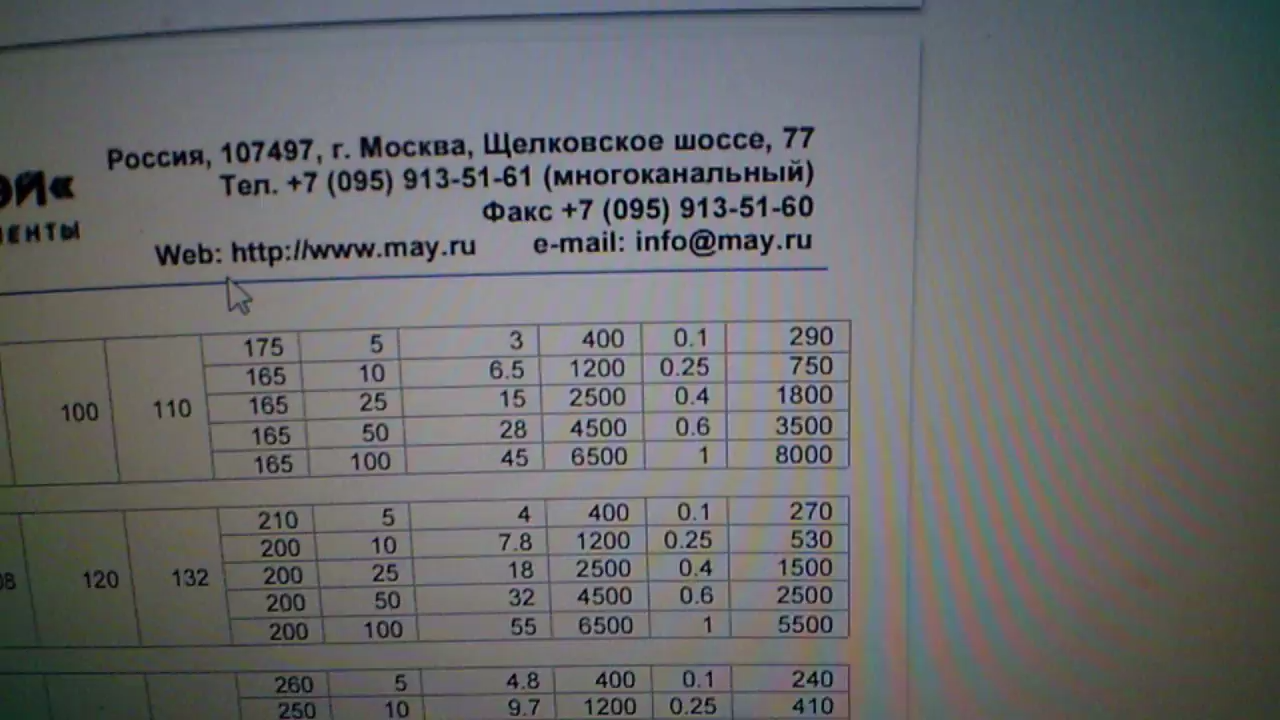 Россия, 107497, г. Москва, Щелковское шоссе, 77
Тел. +7 (095) 913-51-61 (многоканальный)
Факс +7 (095) 913-51-60
Web: http://www.may.ru e-mail: info@may.ru
175 5 3 400 0.1 290
165 10 6.5 1200 0.25 750
100 110 165 25 15 2500 0.4 1800
165 50 28 4500 0.6 3500
165 100 45 6500 1 8000
210 5 4 400 0.1 270
200 10 7.8 1200 0.25 530
120 132 200 25 18 2500 0.4 1500
200 50 32 4500 0.6 2500
200 100 55 6500 1 5500
260 5 4.8 400 0.1 240
250 10 9.7 1200 0.25 410